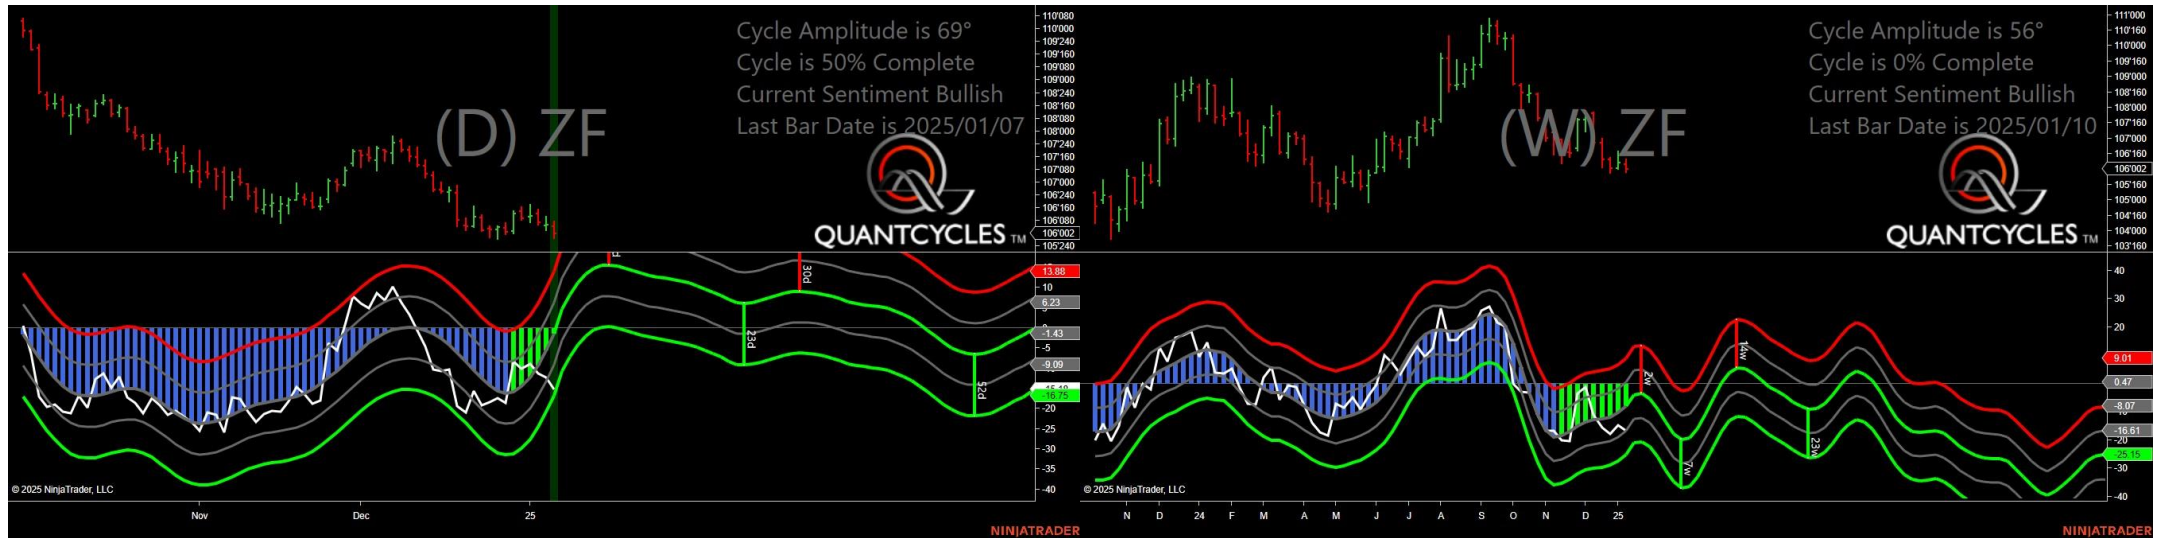 Cycle Amplitude is 69°
Cycle is 50% Complete
Current Sentiment Bullish
Last Bar Date is 2025/01/07
(D) ZF
QUANTCYCLES TM
110'080
110'000
109'240
109'160
109'080
109'000
108'240
108'160
108'080
108'000
107'240
107'160
107'080
107'000
106'240
106'160
106'080
106'002
105'240
30d
23d
52d
13.88
10
6.23
-1.43
-5
-9.09
-16.75
-20
-25
-30
-35
-40
© 2025 NinjaTrader, LLC
Nov
Dec
25
NINJATRADER
Cycle Amplitude is 56°
Cycle is 0% Complete
Current Sentiment Bullish
Last Bar Date is 2025/01/10
(W) ZF
QUANTCYCLES TM
111'000
110'160
110'000
109'160
109'000
108'160
108'000
107'160
107'000
106'160
106'002
105'160
105'000
104'160
104'000
103'160
2w
14w
7w
23w
40
30
20
9.01
0.47
-8.07
-16.61
-20
-25.15
-30
-40
© 2025 NinjaTrader, LLC
N
D
24
F
M
A
M
J
J
A
S
O
N
D
25
NINJATRADER